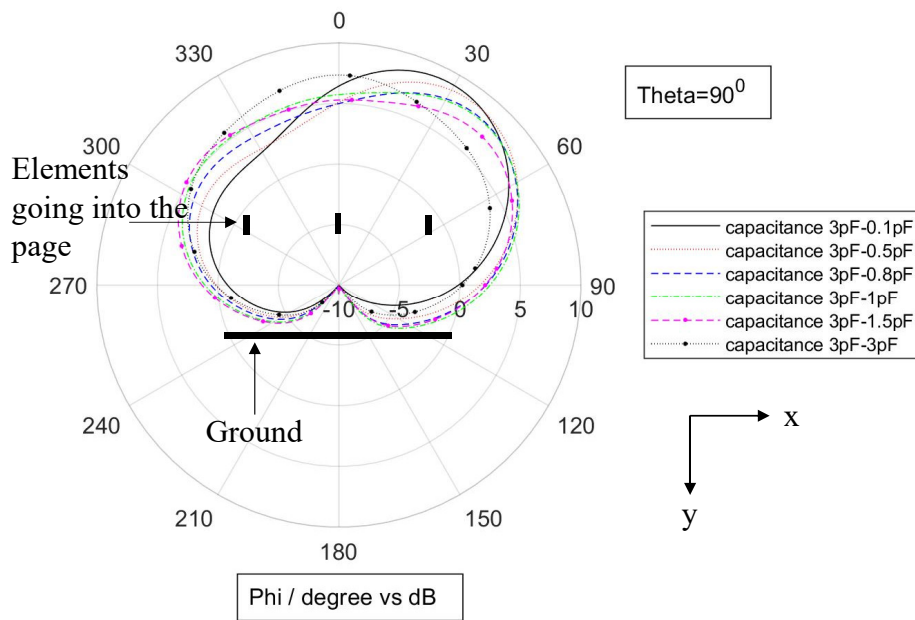 0
30
60
90
120
150
180
210
240
270
300
330
-10
-5
0
5
10
Elements
going into the
page
Ground
Theta=90⁰
capacitance 3pF-0.1pF
capacitance 3pF-0.5pF
capacitance 3pF-0.8pF
capacitance 3pF-1pF
capacitance 3pF-1.5pF
capacitance 3pF-3pF
x
y
Phi / degree vs dB